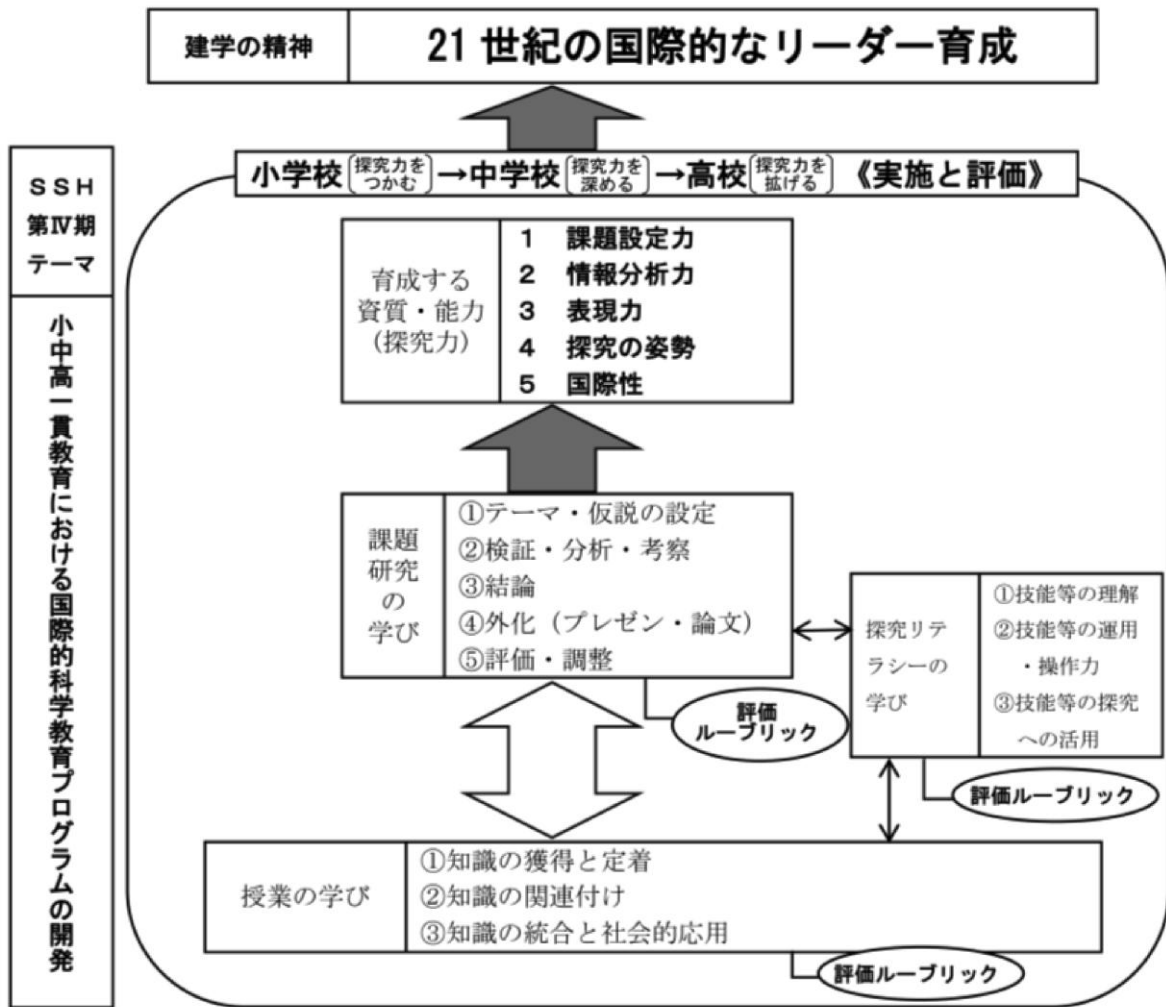 建学の精神
21世紀の国際的なリーダー育成
SSH
第Ⅳ期
テーマ
小中高一貫教育における国際的科学教育プログラムの開発
小学校〔探究力をつかむ〕→中学校〔探究力を深める〕→高校〔探究力を拡げる〕《実施と評価》
育成する
資質・能力
(探究力)
1 課題設定力
2 情報分析力
3 表現力
4 探究の姿勢
5 国際性
課題
研究
の
学び
①テーマ・仮説の設定
②検証・分析・考察
③結論
④外化（プレゼン・論文）
⑤評価・調整
評価
ルーブリック
探究リテ
ラシーの
学び
①技能等の理解
②技能等の運用
・操作力
③技能等の探究
への活用
評価ルーブリック
授業の学び
①知識の獲得と定着
②知識の関連付け
③知識の統合と社会的応用
評価ルーブリック